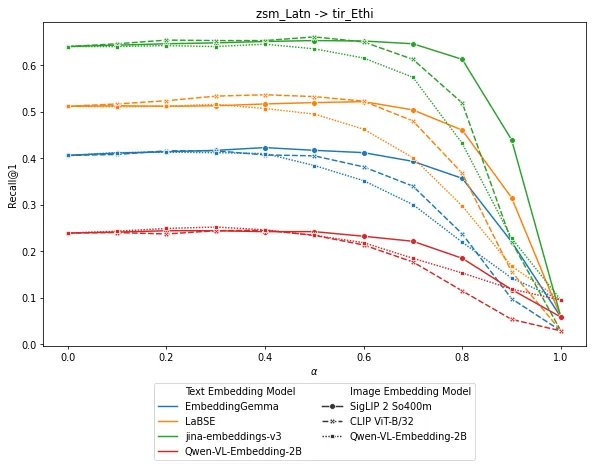 zsm_Latn -> tir_Ethi
Recall@1
0.6
0.5
0.4
0.3
0.2
0.1
0.0
0.0 0.2 0.4 0.6 0.8 1.0
α
Text Embedding Model
EmbeddingGemma
LaBSE
jina-embeddings-v3
Qwen-VL-Embedding-2B
Image Embedding Model
SigLIP 2 So400m
CLIP ViT-B/32
Qwen-VL-Embedding-2B